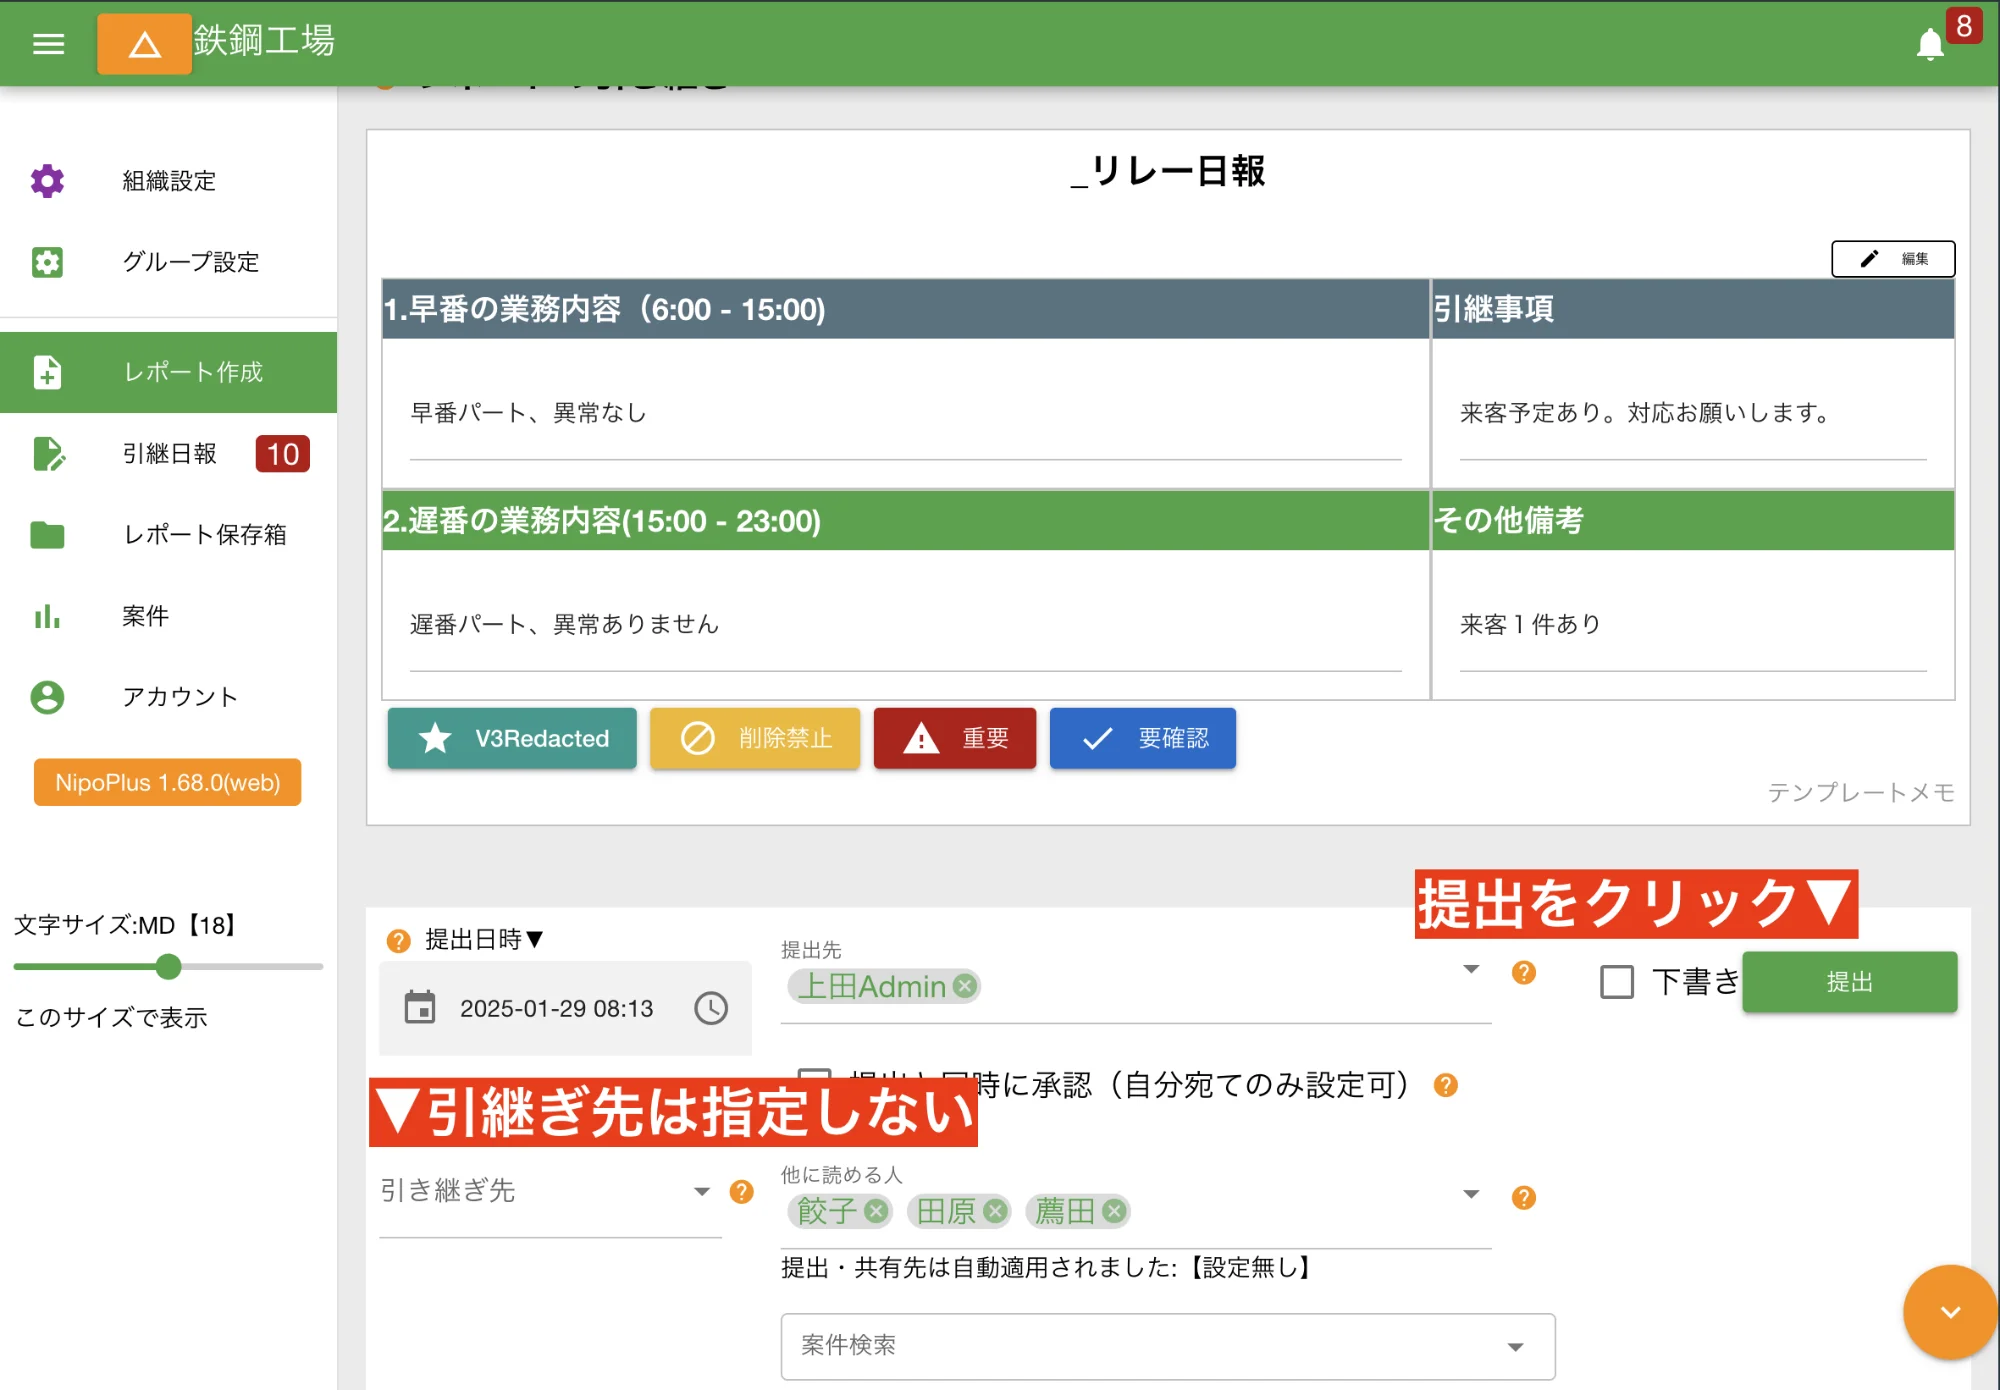 鉄鋼工場
8
組織設定
グループ設定
レポート作成
引継日報
10
レポート保存箱
案件
アカウント
NipoPlus 1.68.0(web)
文字サイズ:MD【18】
このサイズで表示
_リレー日報
編集
1.早番の業務内容（6:00 - 15:00)
引継事項
早番パート、異常なし
来客予定あり。対応お願いします。
2.遅番の業務内容(15:00 - 23:00)
その他備考
遅番パート、異常ありません
来客１件あり
V3Redacted
削除禁止
重要
要確認
テンプレートメモ
提出をクリック▼
提出日時▼
2025-01-29 08:13
提出先
上田Admin
下書き
提出
時に承認（自分宛てのみ設定可）
▼引継ぎ先は指定しない
引き継ぎ先
他に読める人
餃子
田原
薦田
提出・共有先は自動適用されました:【設定無し】
案件検索